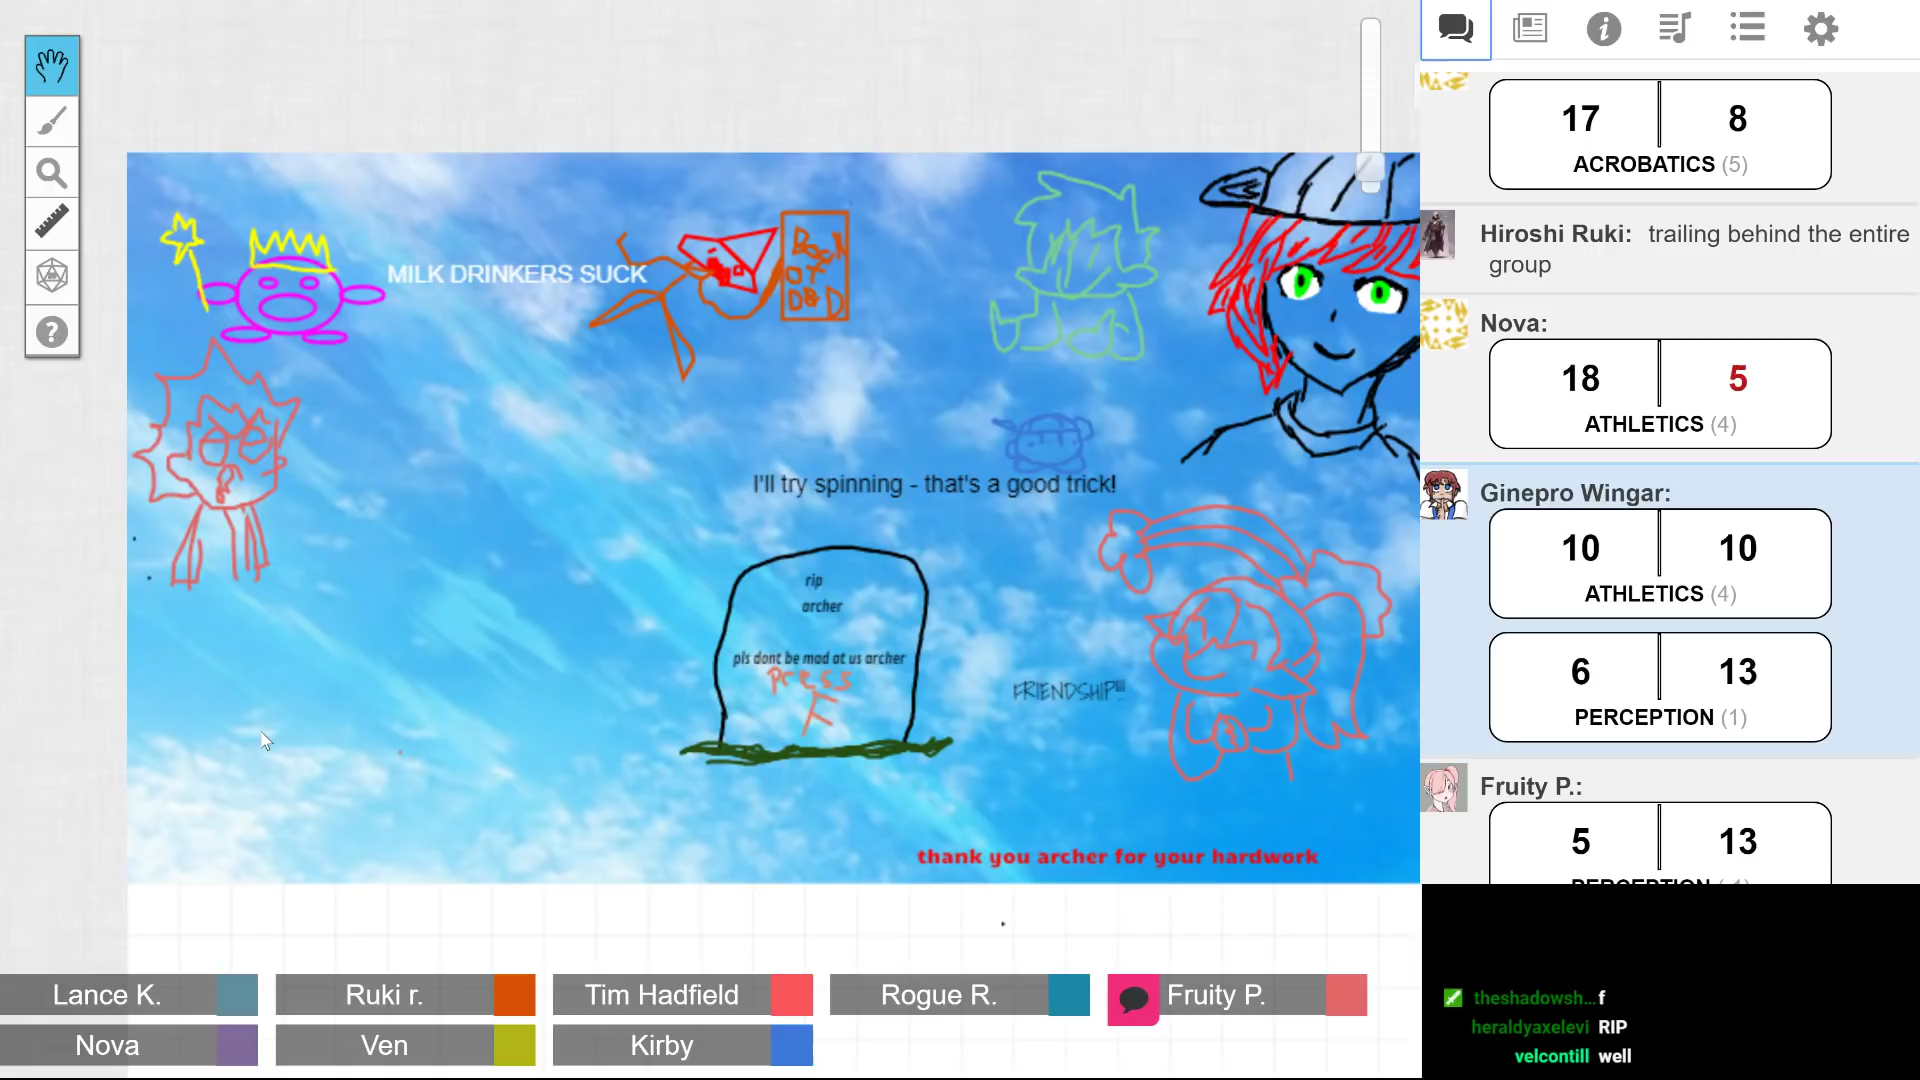 MILK DRINKERS SUCK
BOOK
OF
D&D
I'll try spinning - that's a good trick!
rip
archer
pls dont be mad at us archer
press
F
FRIENDSHIP!!!
thank you archer for your hardwork
17 8
ACROBATICS (5)
Hiroshi Ruki: trailing behind the entire
group
Nova:
18 5
ATHLETICS (4)
Ginepro Wingar:
10 10
ATHLETICS (4)
6 13
PERCEPTION (1)
Fruity P.:
5 13
PERCEPTION
Lance K.
Ruki r.
Tim Hadfield
Rogue R.
Fruity P.
Nova
Ven
Kirby
theshadowsh...f
heraldyaxelevi RIP
velcontill well